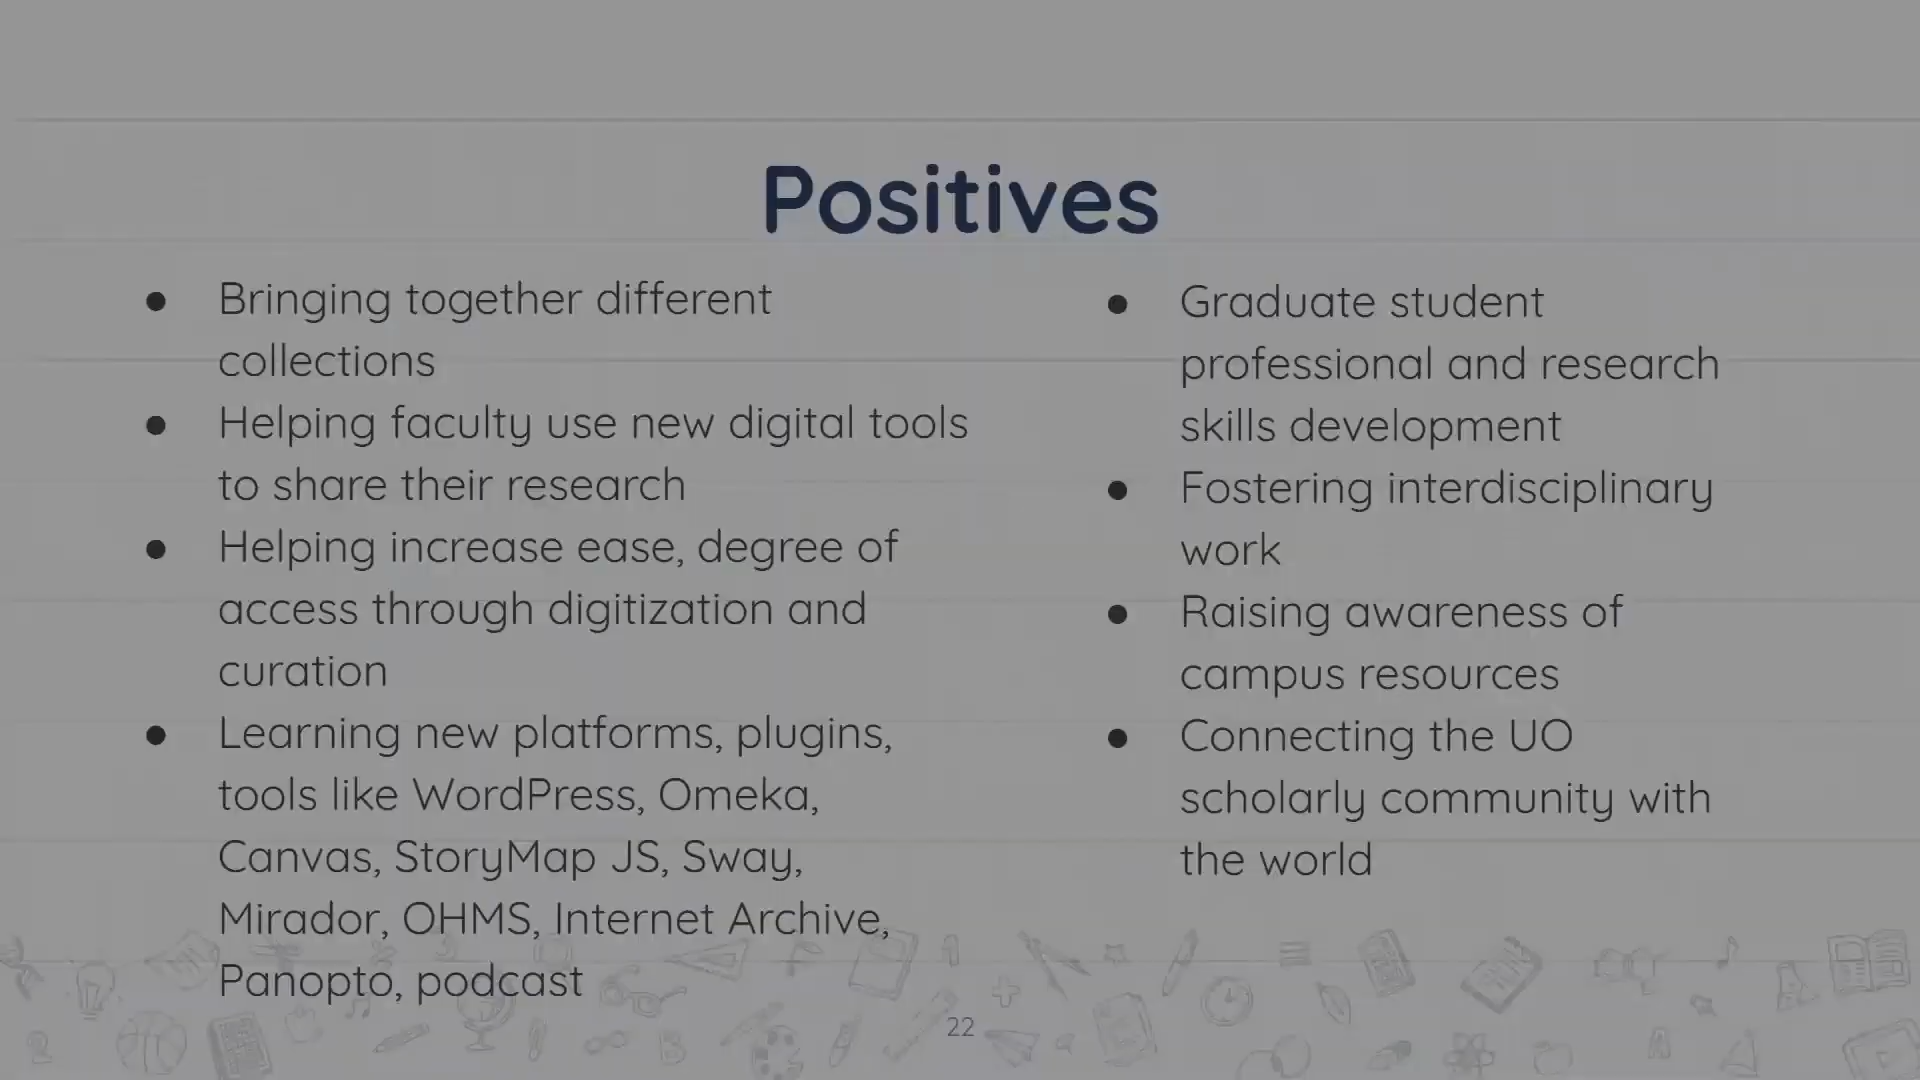 Positives
● Bringing together different
collections
● Helping faculty use new digital tools
to share their research
● Helping increase ease, degree of
access through digitization and
curation
● Learning new platforms, plugins,
tools like WordPress, Omeka,
Canvas, StoryMap JS, Sway,
Mirador, OHMS, Internet Archive,
Panopto, podcast
● Graduate student
professional and research
skills development
● Fostering interdisciplinary
work
● Raising awareness of
campus resources
● Connecting the UO
scholarly community with
the world
22